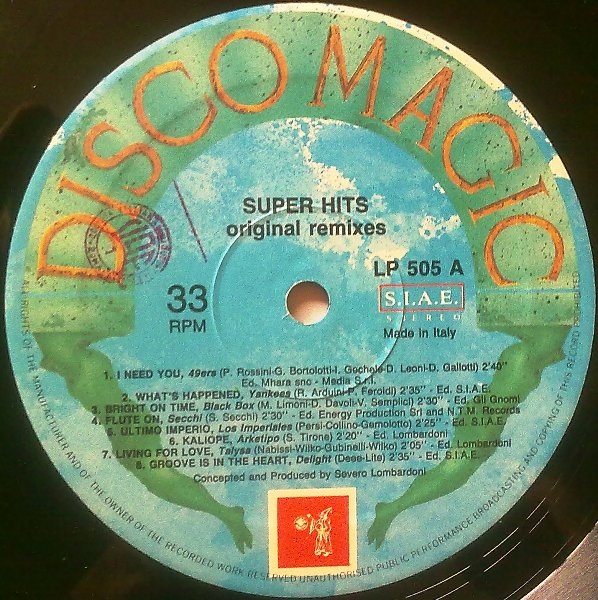 DISCO MAGIC
SUPER HITS
original remixes
LP 505 A
33
RPM
S.I.A.E.
STEREO
Made in Italy
1. I NEED YOU, 49ers (P. Rossini-G. Bortolotti-I. Gechele-D. Leoni-D. Gallotti) 2'40"
Ed. Mhara snc - Media S.r.l.
2. WHAT'S HAPPENED, Yankees (R. Arduini-P. Feroldi) 2'35" - Ed. S.I.A.E.
3. BRIGHT ON TIME, Black Box (M. Limoni-D. Davoli-V. Semplici) 2'30" - Ed. Gli Gnomi
4. FLUTE ON, Secchi (S. Secchi) 2'30" - Ed. Energy Production Srl and N.T.M. Records
5. ULTIMO IMPERIO, Los Imperiales (Persi-Collino-Gemolotto) 2'25" - Ed. S.I.A.E.
6. KALIOPE, Arketipo (S. Tirone) 2'20" - Ed. Lombardoni
7. LIVING FOR LOVE, Talysa (Nabissi-Wilko-Gubinelli-Wilko) 2'05" - Ed. Lombardoni
8. GROOVE IS IN THE HEART, Delight (Deee-Lite) 2'35" - Ed. S.I.A.E.
Concepted and Produced by Severo Lombardoni
ALL RIGHTS OF THE MANUFACTURER AND OF THE OWNER OF THE RECORDED WORK RESERVED UNAUTHORISED PUBLIC PERFORMANCE BROADCASTING AND COPYING OF THIS RECORD PROHIBITED